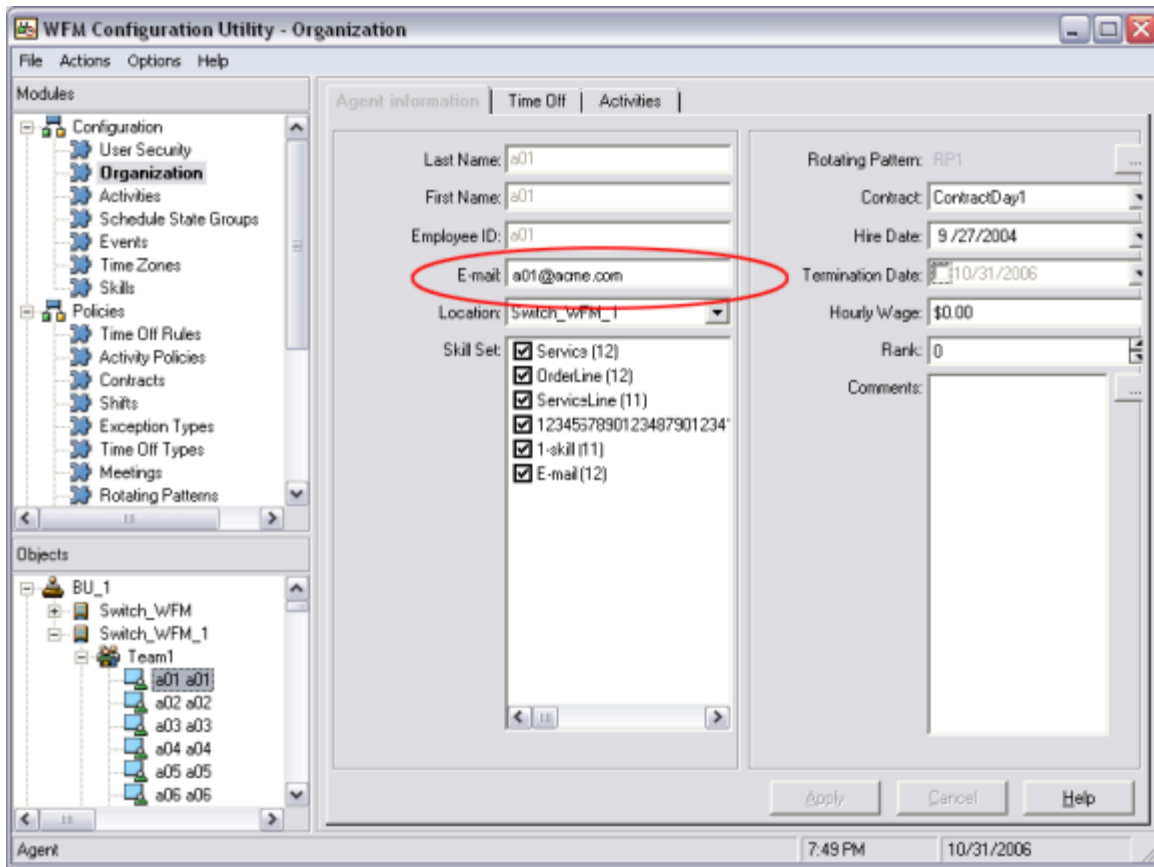 WFM Configuration Utility - Organization
File Actions Options Help
Modules
Configuration
User Security
Organization
Activities
Schedule State Groups
Events
Time Zones
Skills
Policies
Time Off Rules
Activity Policies
Contracts
Shifts
Exception Types
Time Off Types
Meetings
Rotating Patterns
Objects
BU_1
Switch_WFM
Switch_WFM_1
Team1
a01 a01
a02 a02
a03 a03
a04 a04
a05 a05
a06 a06
Agent information Time Off Activities
Last Name: a01
First Name: a01
Employee ID: a01
E-mail: a01@acme.com
Location: Switch_WFM_1
Skill Set: Service (12)
OrderLine (12)
ServiceLine (11)
1-skill (11)
E-mail (12)
Rotating Pattern: RP1 ...
Contract: ContractDay1
Hire Date: 9 /27/2004
Termination Date: 10/31/2006
Hourly Wage: $0.00
Rank: 0
Comments: ...
Apply Cancel Help
Agent 7:49 PM 10/31/2006